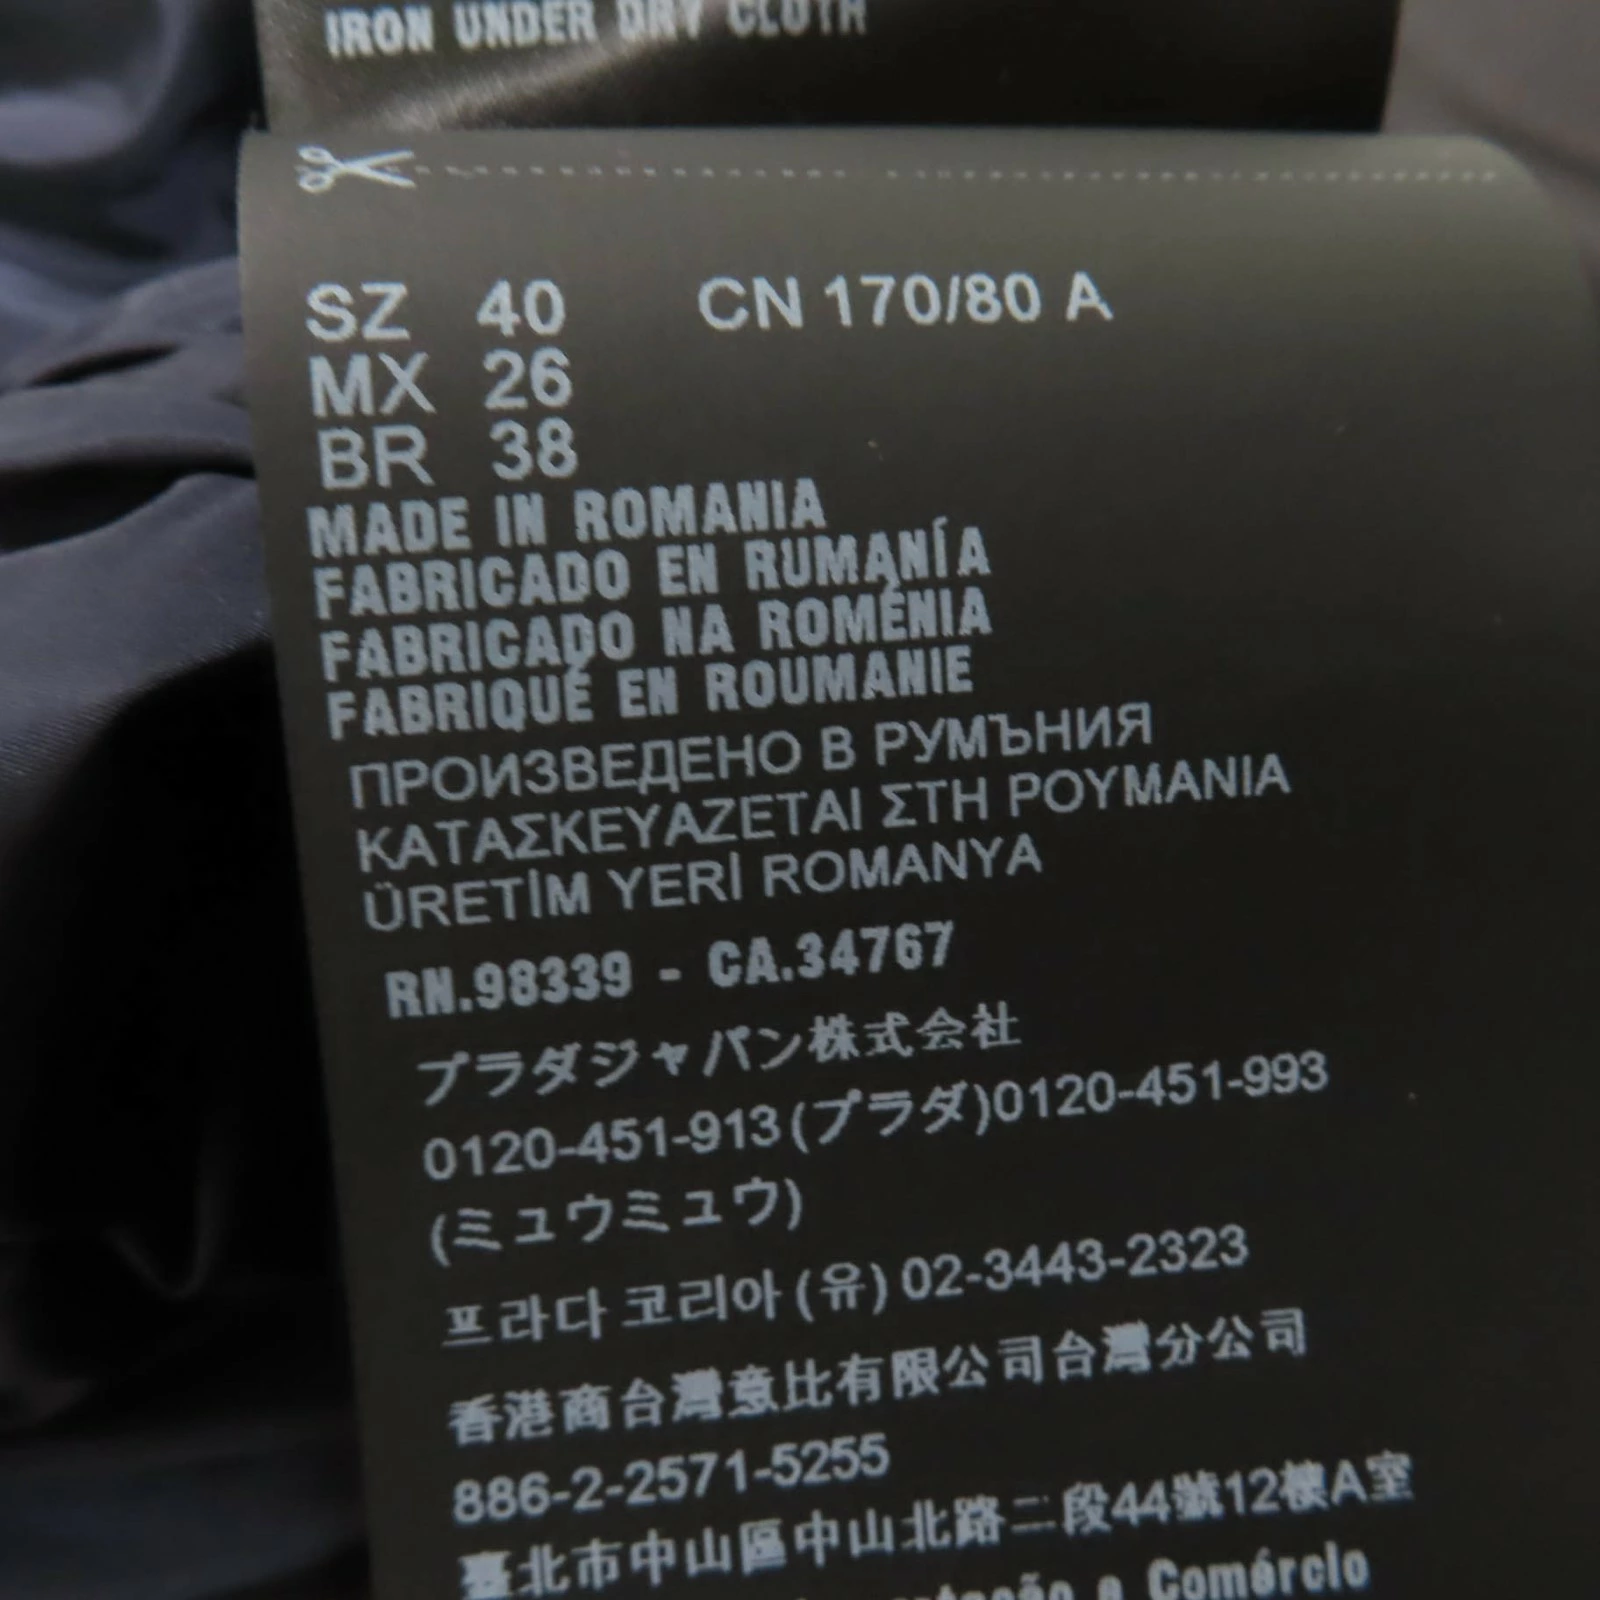 IRON UNDER DRY CLOTH
SZ 40 CN 170/80 A
MX 26
BR 38
MADE IN ROMANIA
FABRICADO EN RUMANÍA
FABRICADO NA ROMÉNIA
FABRIQUÉ EN ROUMANIE
ПРОИЗВЕДЕНО В РУМЪНИЯ
ΚΑΤΑΣΚΕΥΑΖΕΤΑΙ ΣΤΗ ΡΟΥΜΑΝΙΑ
ÜRETİM YERİ ROMANYA
RN.98339 - CA.34767
プラダジャパン株式会社
0120-451-913(プラダ)0120-451-993
(ミュウミュウ)
프라다 코리아 (유) 02-3443-2323
香港商台灣意比有限公司台灣分公司
886-2-2571-5255
臺北市中山區中山北路二段44號12樓A室
e Comércio